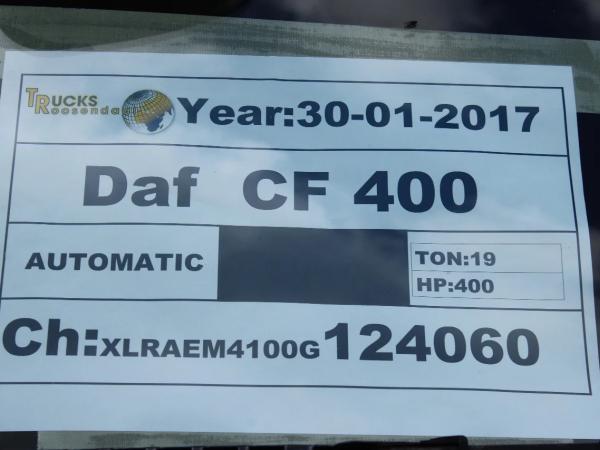 TRUCKS
Roosendaal
Year:30-01-2017
Daf CF 400
AUTOMATIC
TON:19
HP:400
Ch:XLRAEM4100G124060